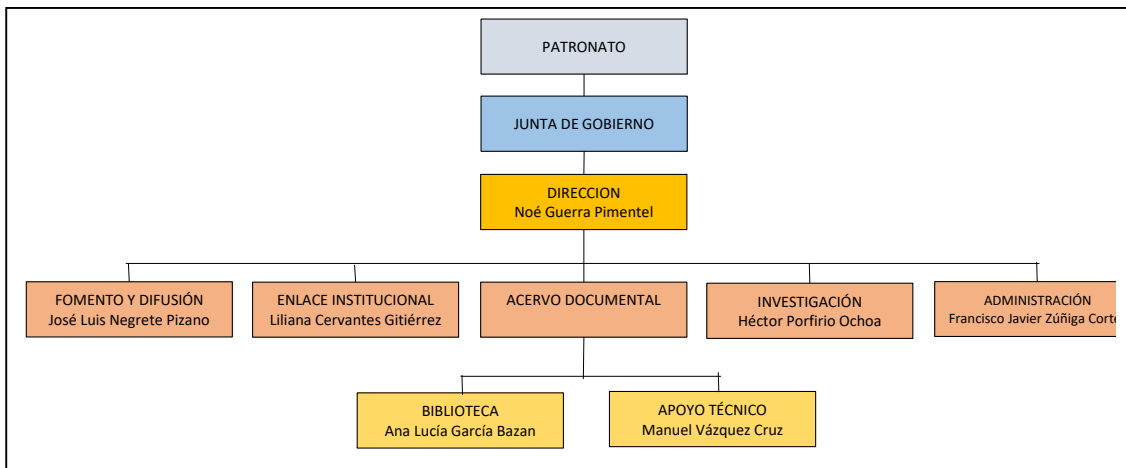 PATRONATO
JUNTA DE GOBIERNO
DIRECCION
Noé Guerra Pimentel
FOMENTO Y DIFUSIÓN
José Luis Negrete Pizano
ENLACE INSTITUCIONAL
Liliana Cervantes Gitiérrez
ACERVO DOCUMENTAL
INVESTIGACIÓN
Héctor Porfirio Ochoa
ADMINISTRACIÓN
Francisco Javier Zúñiga
BIBLIOTECA
Ana Lucía García Bazan
APOYO TÉCNICO
Manuel Vázquez Cruz